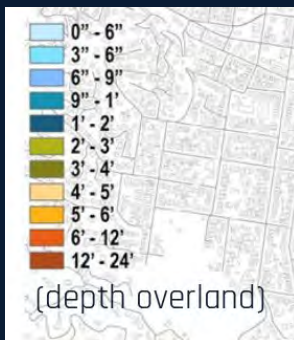 0” - 6”
3” - 6”
6” - 9”
9” - 1’
1’ - 2’
2’ - 3’
3’ - 4’
4’ - 5’
5’ - 6’
6’ - 12’
12’ - 24’
(depth overland)